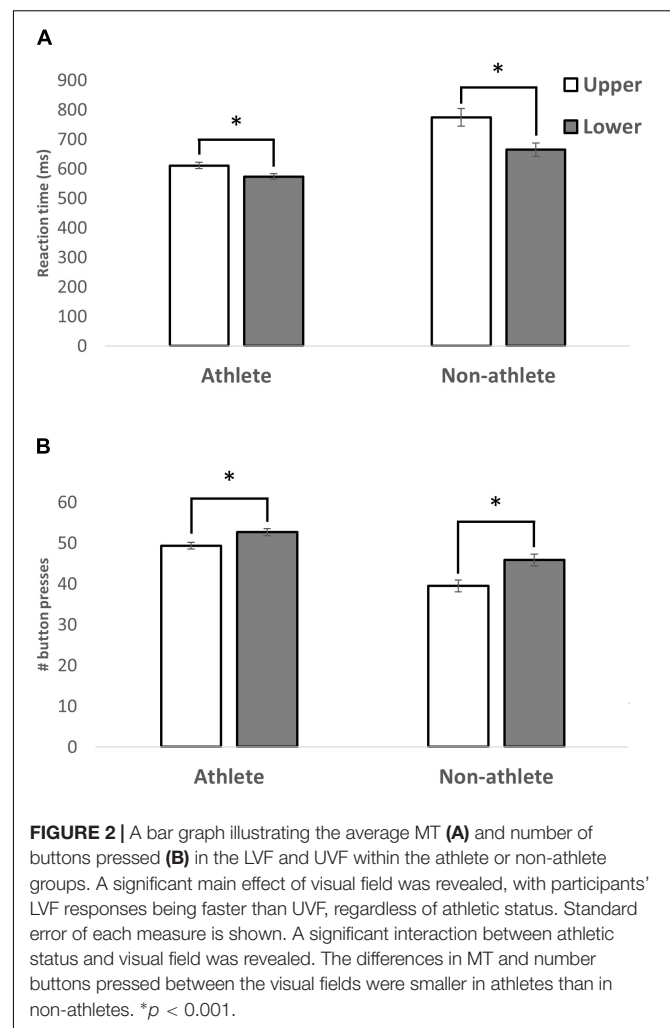 A
900
800
700
600
500
400
300
200
100
0
Reaction time (ms)
*
*
Upper
Lower
Athlete
Non-athlete
B
60
50
40
30
20
10
0
# button presses
*
*
Athlete
Non-athlete
FIGURE 2 | A bar graph illustrating the average MT (A) and number of
buttons pressed (B) in the LVF and UVF within the athlete or non-athlete
groups. A significant main effect of visual field was revealed, with participants’
LVF responses being faster than UVF, regardless of athletic status. Standard
error of each measure is shown. A significant interaction between athletic
status and visual field was revealed. The differences in MT and number
buttons pressed between the visual fields were smaller in athletes than in
non-athletes. *p < 0.001.